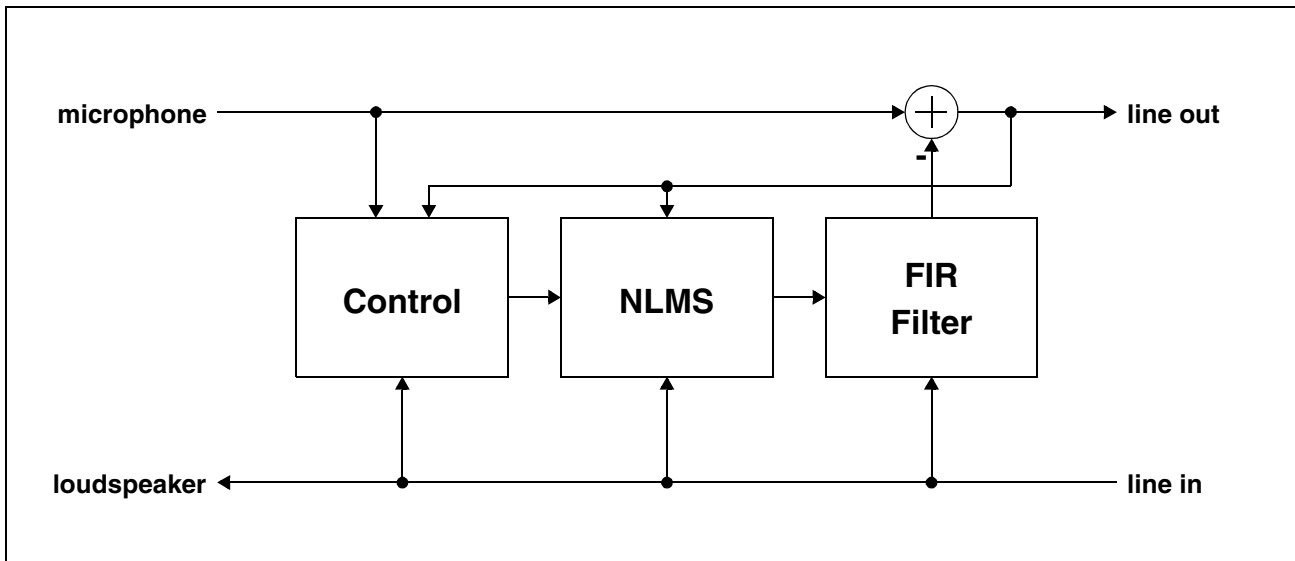 microphone
line out
-
Control
NLMS
FIR
Filter
loudspeaker
line in